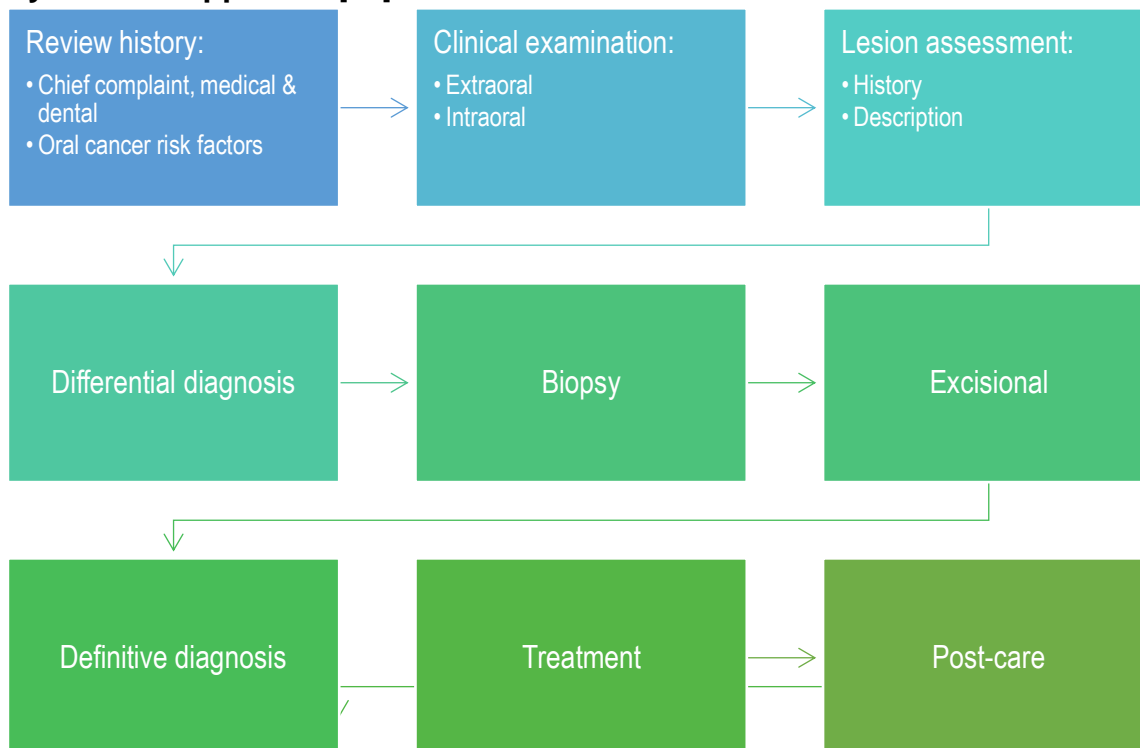 Review history:
• Chief complaint, medical &
dental
• Oral cancer risk factors
Clinical examination:
• Extraoral
• Intraoral
Lesion assessment:
• History
• Description
Differential diagnosis
Biopsy
Excisional
Definitive diagnosis
Treatment
Post-care